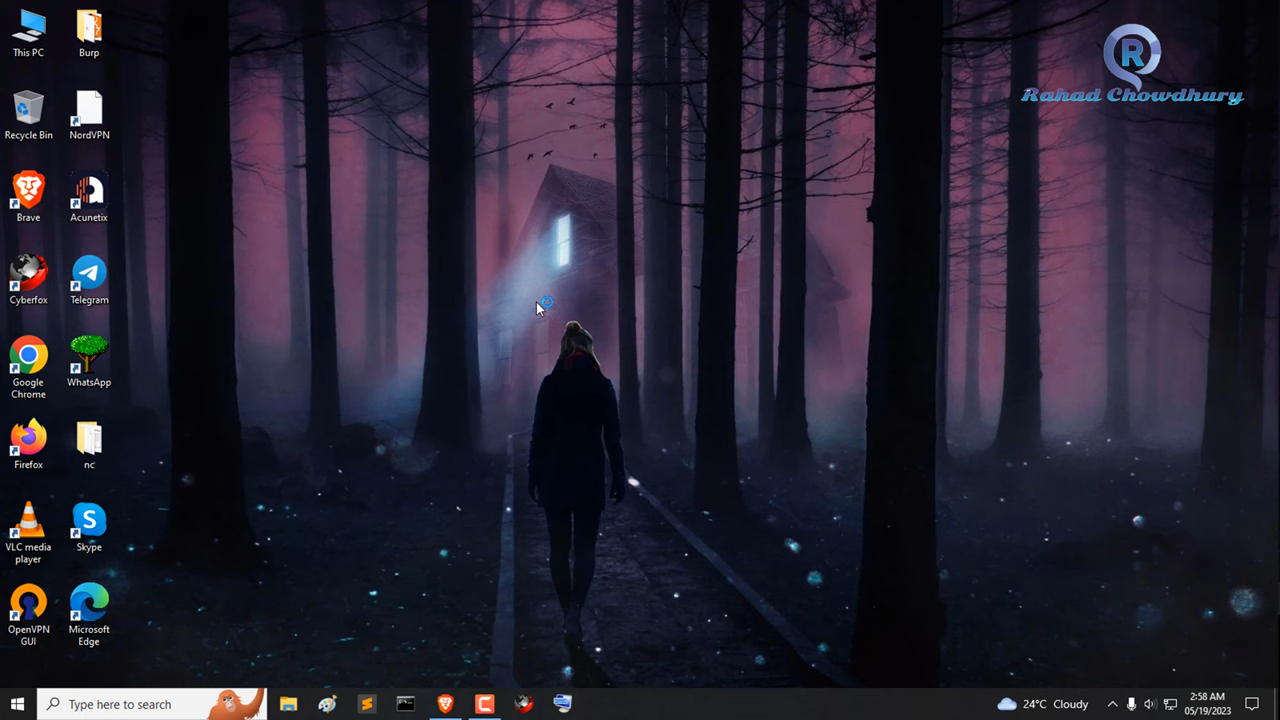 This PC
Burp
R
Rahad Chowdhury
Recycle Bin
NordVPN
Brave
Acunetix
Cyberfox
Telegram
Google
Chrome
WhatsApp
Firefox
nc
VLC media
player
S
Skype
OpenVPN
GUI
Microsoft
Edge
Type here to search
24°C Cloudy
2:58 AM
05/19/2023